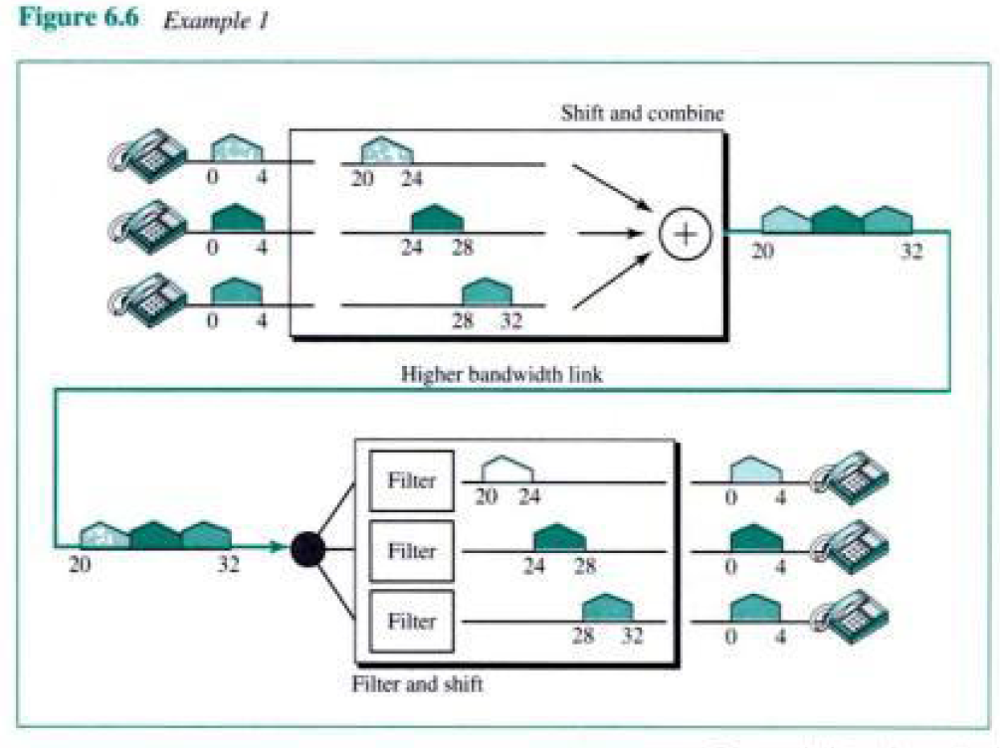 Figure 6.6 Example 1
Shift and combine
0 4 20 24
0 4 24 28
20 32
0 4 28 32
Higher bandwidth link
Filter 20 24 0 4
Filter 24 28 0 4
20 32
Filter 28 32 0 4
Filter and shift